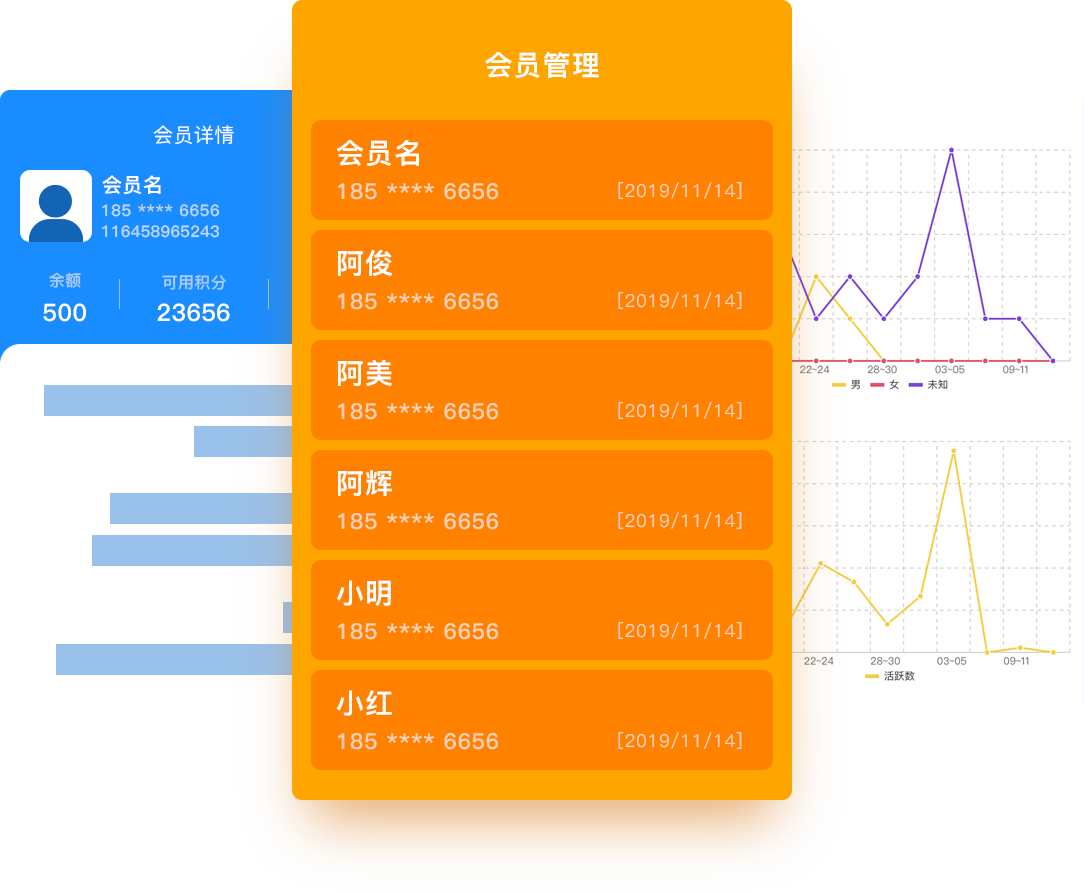 会员详情
会员名
185 **** 6656
116458965243
余额
可用积分
500
23656
会员管理
会员名
185 **** 6656
[2019/11/14]
阿俊
185 **** 6656
[2019/11/14]
阿美
185 **** 6656
[2019/11/14]
阿辉
185 **** 6656
[2019/11/14]
小明
185 **** 6656
[2019/11/14]
小红
185 **** 6656
[2019/11/14]
22~24 28~30 03~05 09~11
男 女 未知
22~24 28~30 03~05 09~11
活跃数